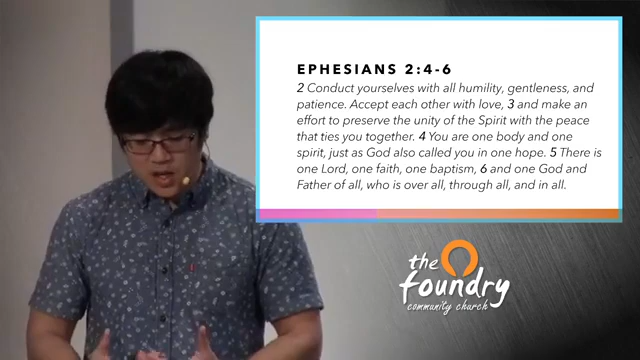 EPHESIANS 2:4-6
2 Conduct yourselves with all humility, gentleness, and
patience. Accept each other with love, 3 and make an
effort to preserve the unity of the Spirit with the peace
that ties you together. 4 You are one body and one
spirit, just as God also called you in one hope. 5 There is
one Lord, one faith, one baptism, 6 and one God and
Father of all, who is over all, through all, and in all.
the
foundry
community church